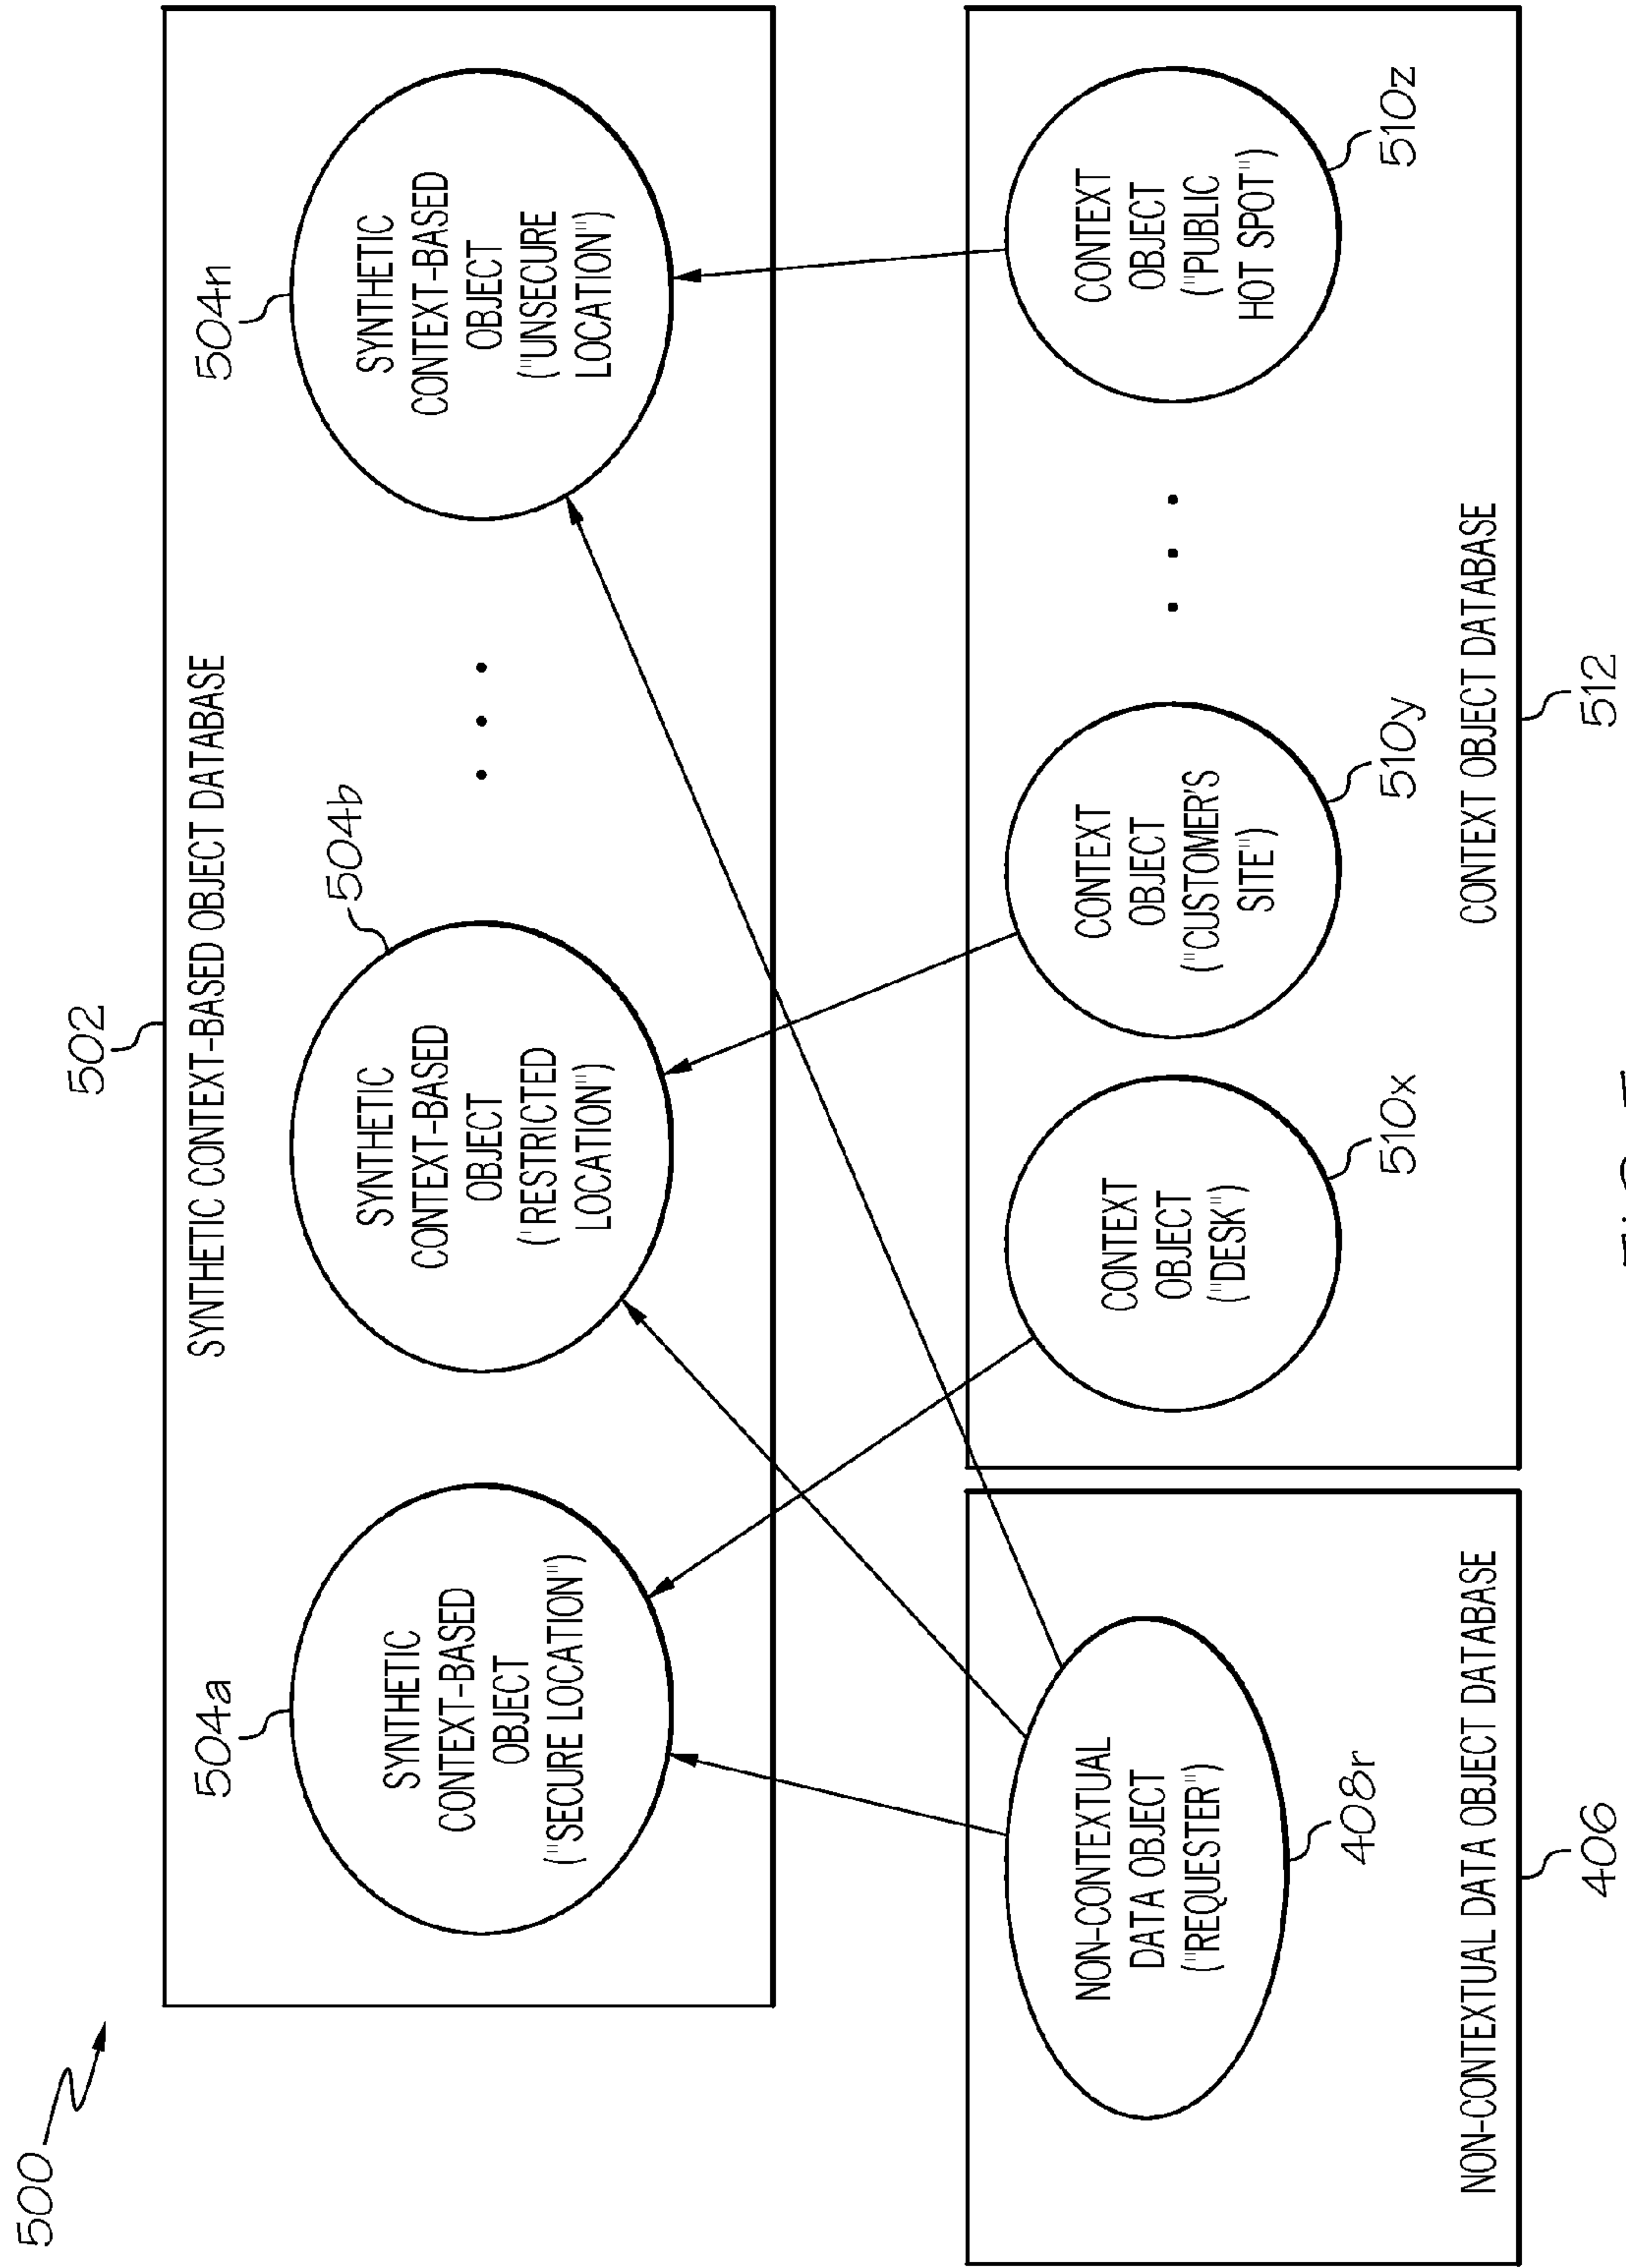 500
502
SYNTHETIC CONTEXT-BASED OBJECT DATABASE
504a
SYNTHETIC
CONTEXT-BASED
OBJECT
("SECURE LOCATION")
504b
SYNTHETIC
CONTEXT-BASED
OBJECT
("RESTRICTED
LOCATION")
504n
SYNTHETIC
CONTEXT-BASED
OBJECT
("UNSECURE
LOCATION")
NON-CONTEXTUAL
DATA OBJECT
("REQUESTER")
408r
NON-CONTEXTUAL DATA OBJECT DATABASE
406
CONTEXT
OBJECT
("DESK")
510x
CONTEXT
OBJECT
("CUSTOMER'S
SITE")
510y
CONTEXT
OBJECT
("PUBLIC
HOT SPOT")
510z
CONTEXT OBJECT DATABASE
512